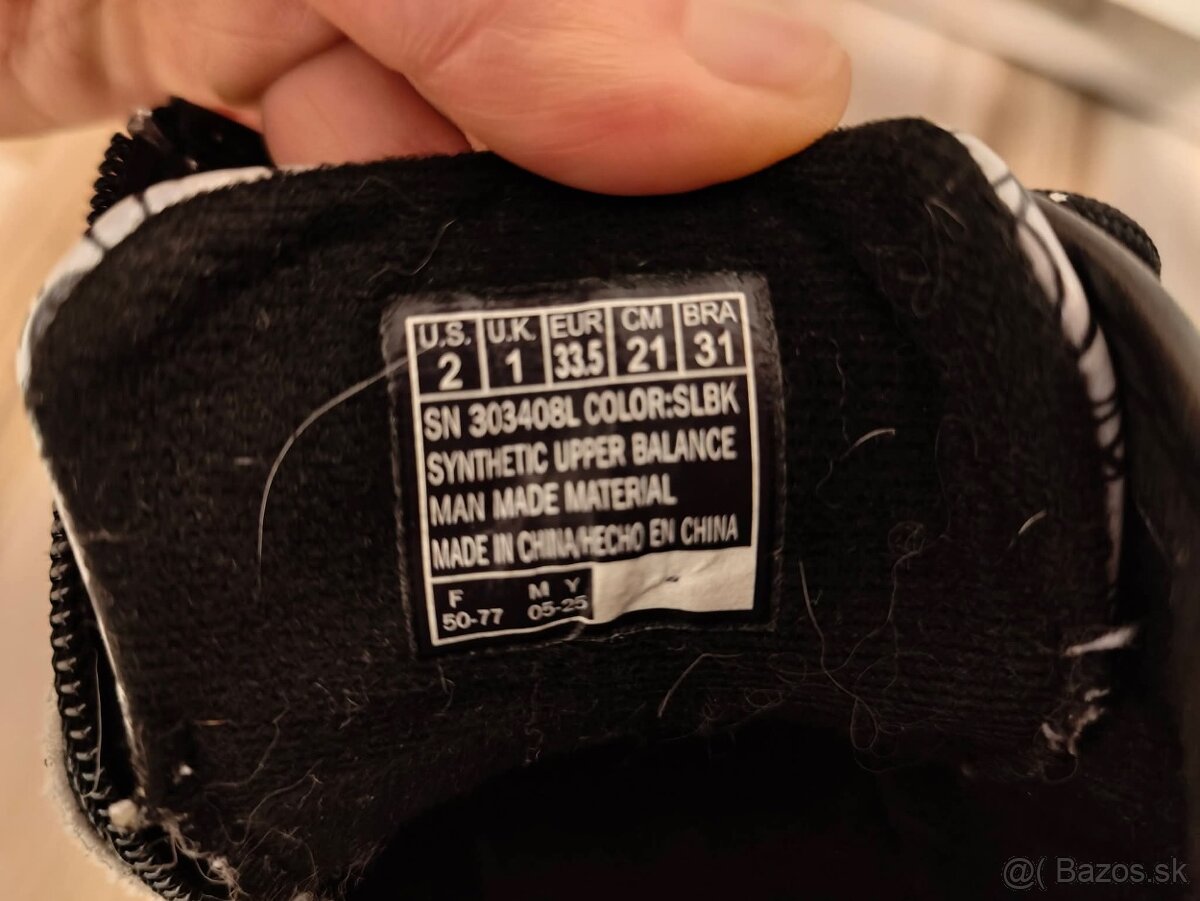 U.S. U.K. EUR CM BRA
2 1 33.5 21 31
SN 303408L COLOR:SLBK
SYNTHETIC UPPER BALANCE
MAN MADE MATERIAL
MADE IN CHINA/HECHO EN CHINA
F M Y
50-77 05-25
@( Bazos.sk